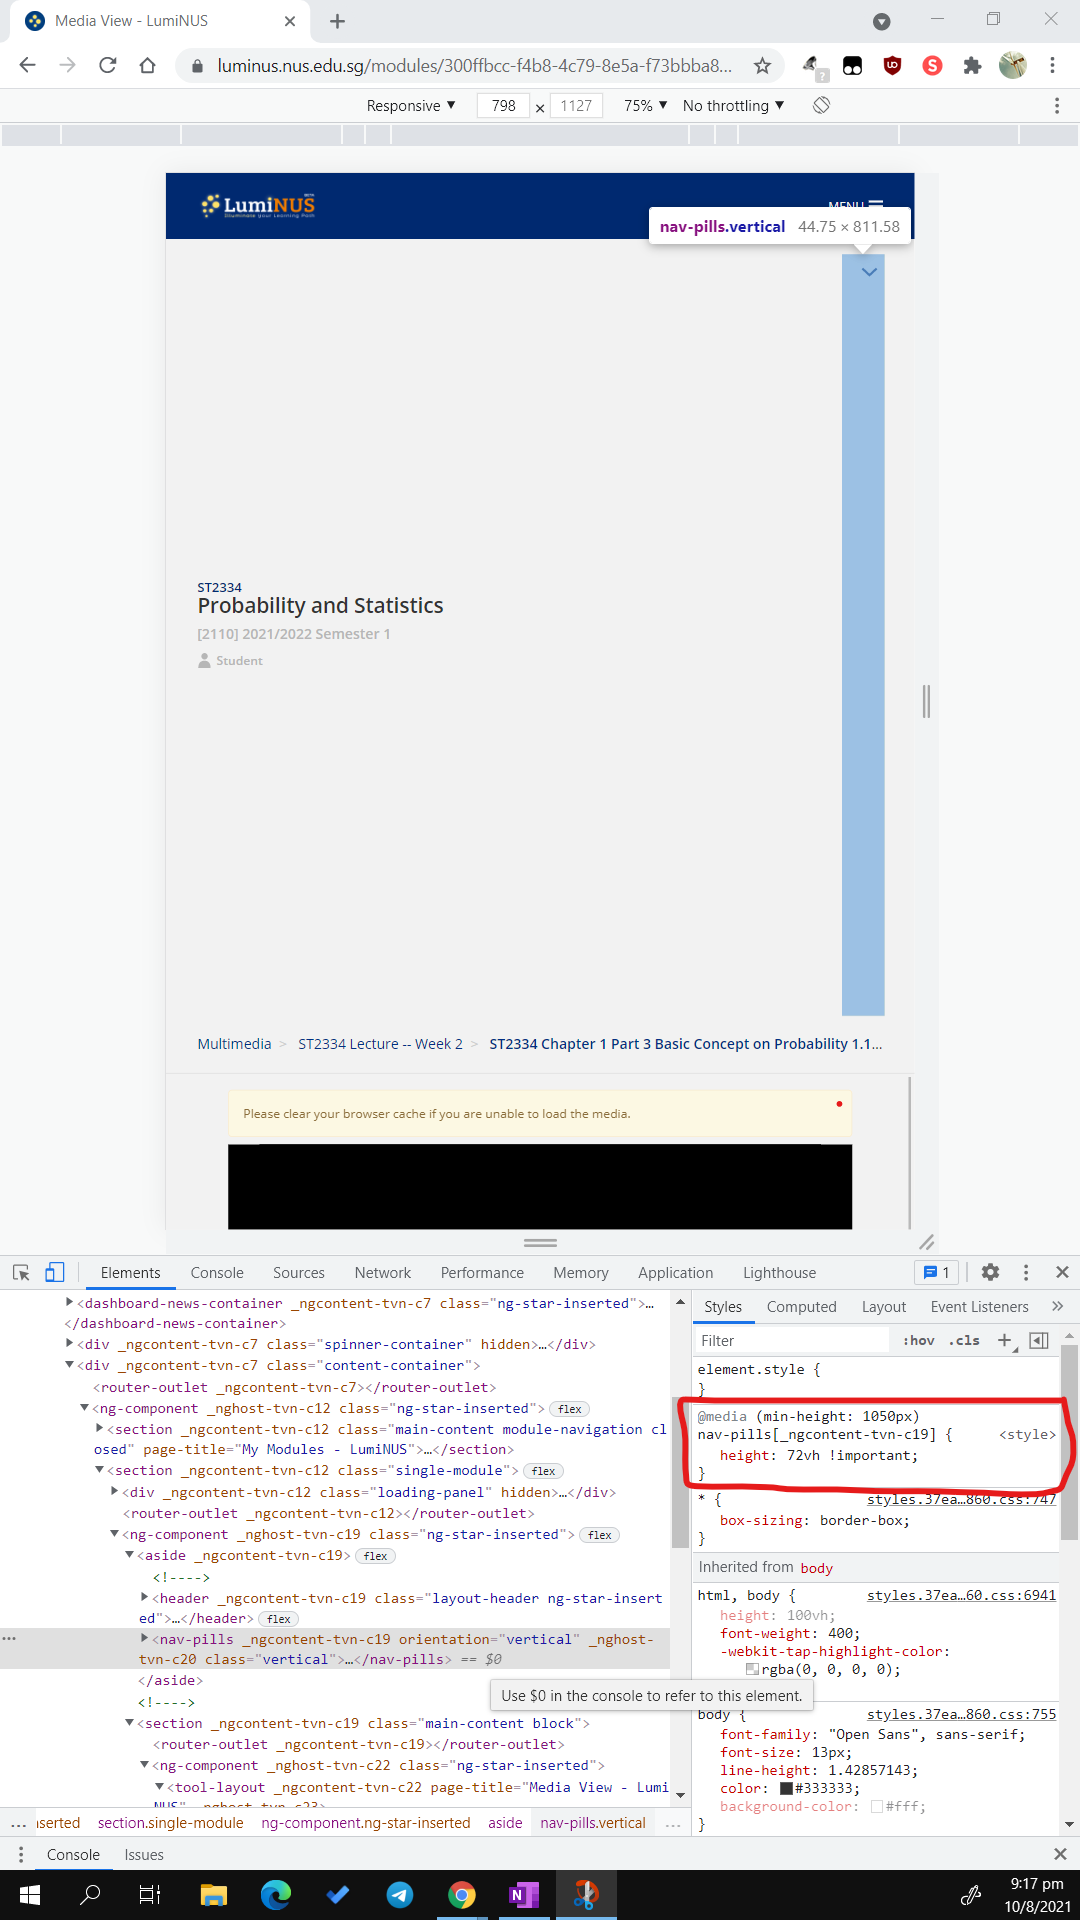 Media View - LumiNUS
luminus.nus.edu.sg/modules/300ffbcc-f4b8-4c79-8e5a-f73bbba8...
Responsive ▼ 798 × 1127 75% ▼ No throttling ▼
LumiNUS
MENU
nav-pills.vertical 44.75 × 811.58
ST2334
Probability and Statistics
[2110] 2021/2022 Semester 1
Student
Multimedia > ST2334 Lecture -- Week 2 > ST2334 Chapter 1 Part 3 Basic Concept on Probability 1.1...
Please clear your browser cache if you are unable to load the media.
Elements Console Sources Network Performance Memory Application Lighthouse 1
<dashboard-news-container _ngcontent-tvn-c7 class="ng-star-inserted">…
</dashboard-news-container>
<div _ngcontent-tvn-c7 class="spinner-container" hidden>…</div>
<div _ngcontent-tvn-c7 class="content-container">
<router-outlet _ngcontent-tvn-c7></router-outlet>
<ng-component _nghost-tvn-c12 class="ng-star-inserted"> flex
<section _ngcontent-tvn-c12 class="main-content module-navigation cl
osed" page-title="My Modules - LumiNUS">…</section>
<section _ngcontent-tvn-c12 class="single-module"> flex
<div _ngcontent-tvn-c12 class="loading-panel" hidden>…</div>
<router-outlet _ngcontent-tvn-c12></router-outlet>
<ng-component _nghost-tvn-c19 class="ng-star-inserted"> flex
<aside _ngcontent-tvn-c19> flex
<!---->
<header _ngcontent-tvn-c19 class="layout-header ng-star-insert
ed">…</header> flex
<nav-pills _ngcontent-tvn-c19 orientation="vertical" _nghost-
tvn-c20 class="vertical">…</nav-pills> == $0
</aside>
<!---->
<section _ngcontent-tvn-c19 class="main-content block">
<router-outlet _ngcontent-tvn-c19></router-outlet>
<ng-component _ngcontent-tvn-c22 class="ng-star-inserted">
<tool-layout _ngcontent-tvn-c22 page-title="Media View - Lumi
NUS" _nghost-tvn-c23>
Use $0 in the console to refer to this element.
... nserted section.single-module ng-component.ng-star-inserted aside nav-pills.vertical ...
Styles Computed Layout Event Listeners »
Filter :hov .cls +
element.style {
}
@media (min-height: 1050px)
nav-pills[_ngcontent-tvn-c19] { <style>
height: 72vh !important;
}
* { styles.37ea…860.css:747
box-sizing: border-box;
}
Inherited from body
html, body { styles.37ea…60.css:6941
height: 100vh;
font-weight: 400;
-webkit-tap-highlight-color:
rgba(0, 0, 0, 0);
body { styles.37ea…860.css:755
font-family: "Open Sans", sans-serif;
font-size: 13px;
line-height: 1.42857143;
color: #333333;
background-color: #fff;
}
Console Issues
9:17 pm
10/8/2021